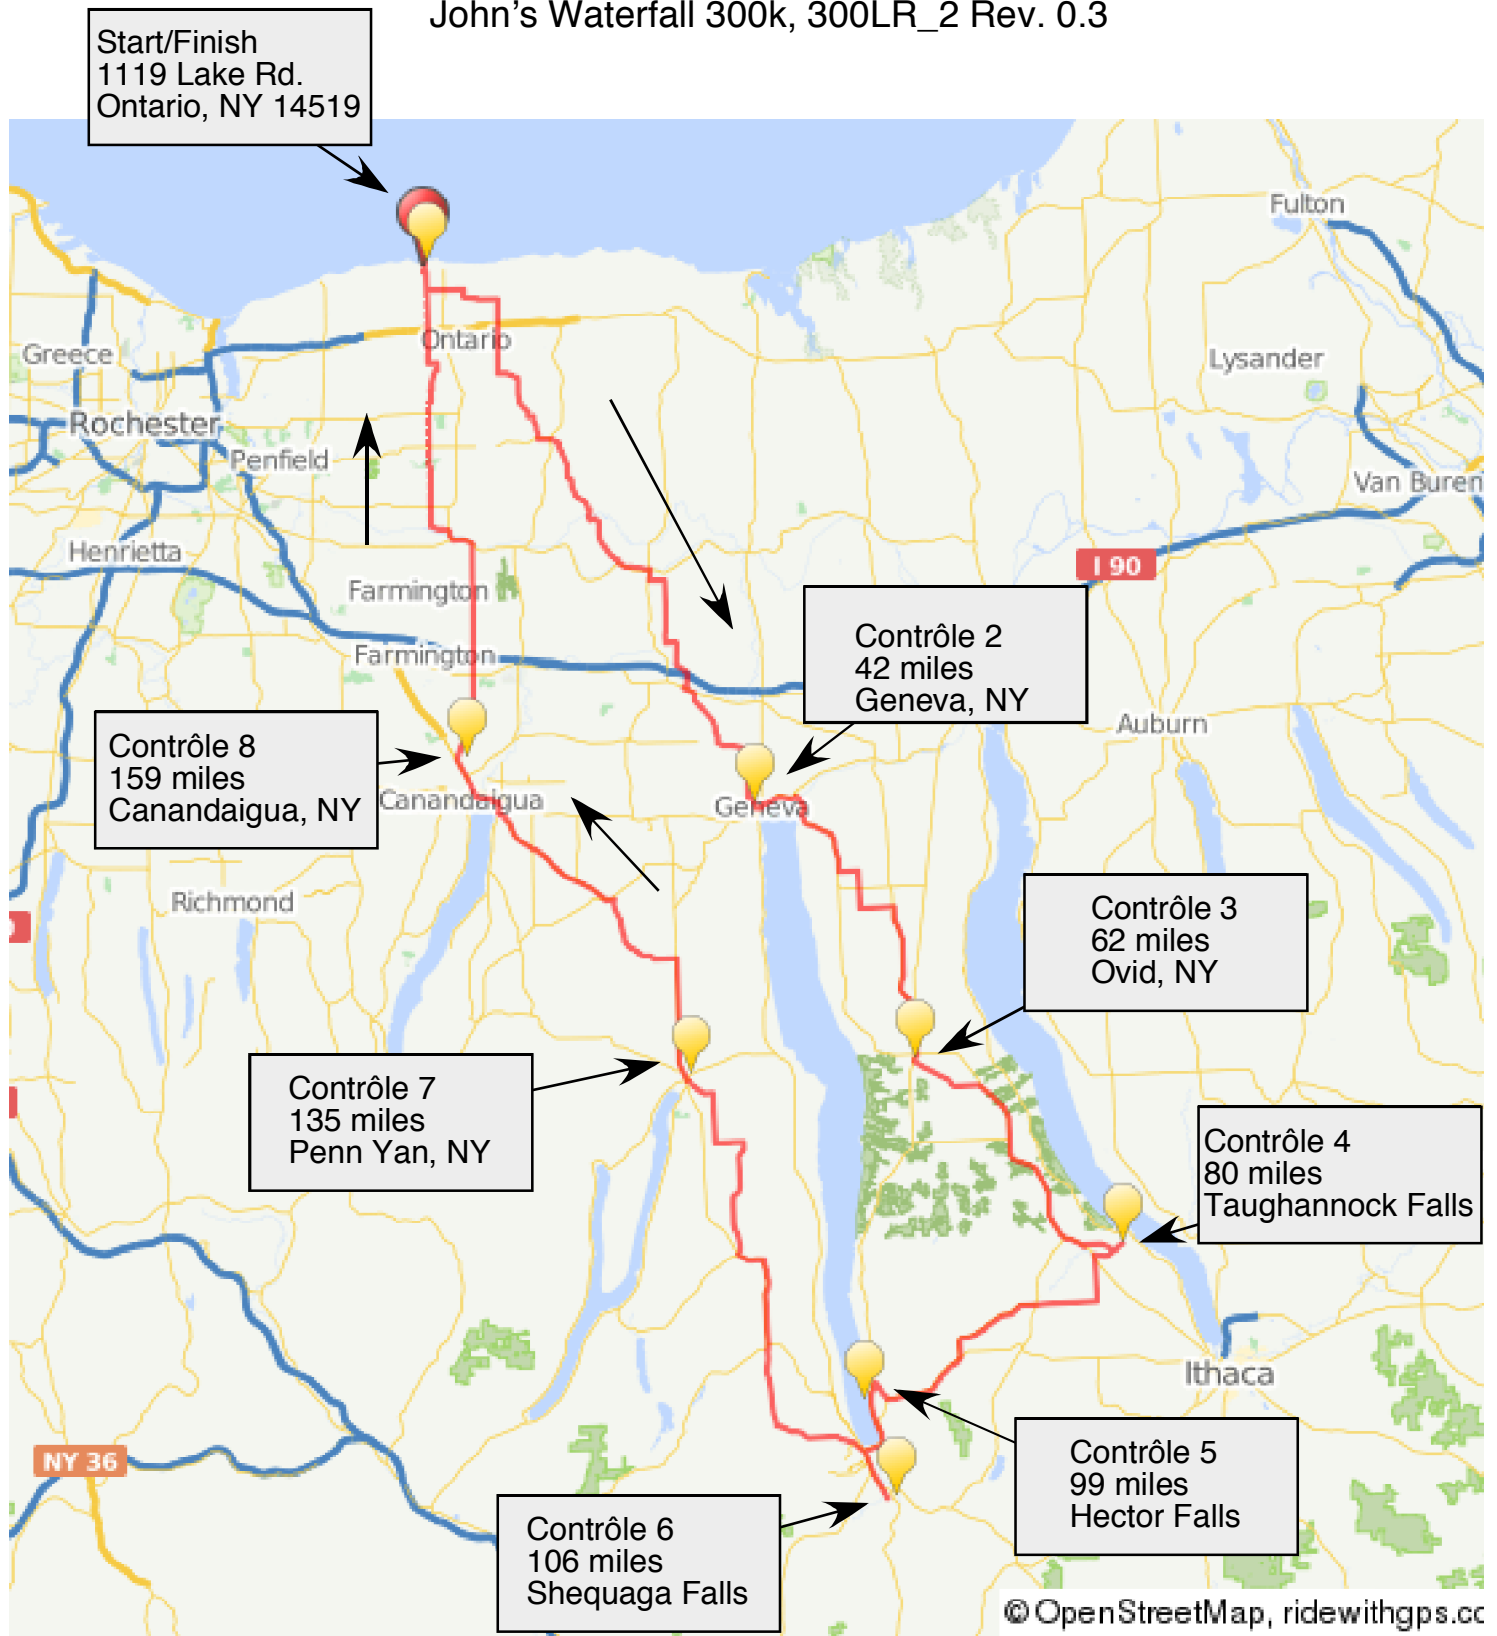 John's Waterfall 300k, 300LR_2 Rev. 0.3
Start/Finish
1119 Lake Rd.
Ontario, NY 14519
Fulton
Ontario
Greece
Lysander
Rochester
Penfield
Van Buren
Henrietta
I 90
Farmington
Farmington
Contrôle 2
42 miles
Geneva, NY
Auburn
Contrôle 8
159 miles
Canandaigua, NY
Canandaigua
Geneva
Richmond
Contrôle 3
62 miles
Ovid, NY
Contrôle 7
135 miles
Penn Yan, NY
Contrôle 4
80 miles
Taughannock Falls
Ithaca
Contrôle 5
99 miles
Hector Falls
NY 36
Contrôle 6
106 miles
Shequaga Falls
© OpenStreetMap, ridewithgps.cc